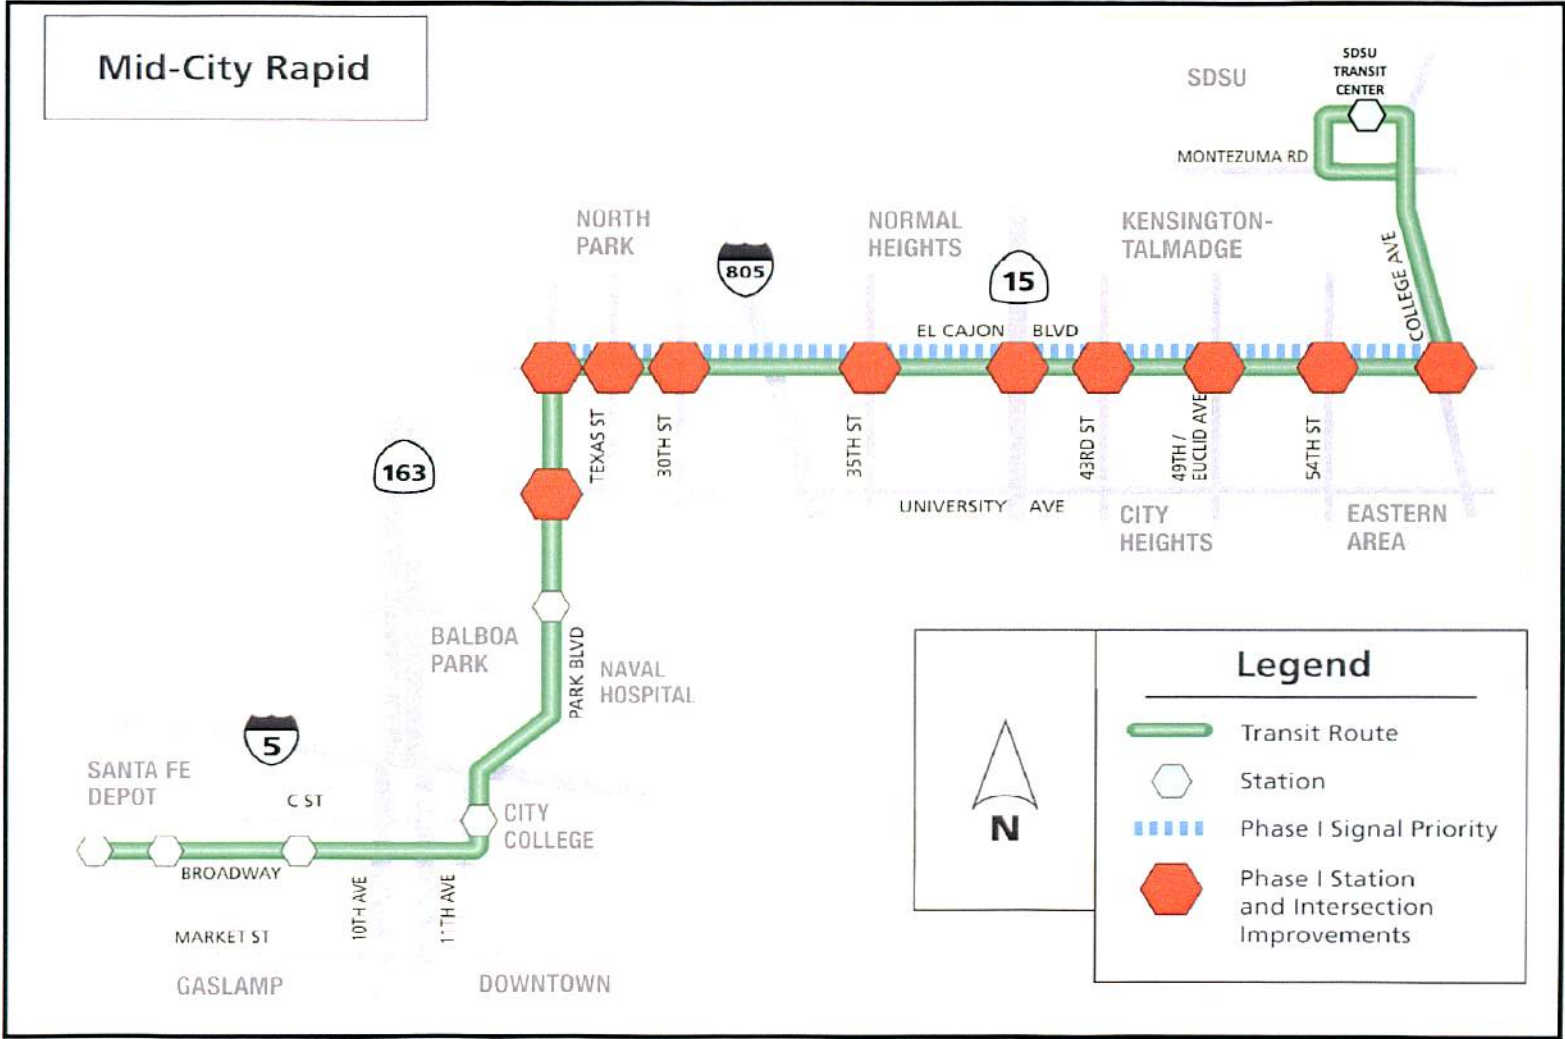 Mid-City Rapid
SDSU
TRANSIT
CENTER
SDSU
MONTEZUMA RD
NORTH
PARK
NORMAL
HEIGHTS
KENSINGTON-
TALMADGE
805
15
COLLEGE AVE
EL CAJON BLVD
TEXAS ST
30TH ST
35TH ST
43RD ST
49TH /
EUCLID AVE
54TH ST
163
UNIVERSITY AVE
CITY
HEIGHTS
EASTERN
AREA
BALBOA
PARK
PARK BLVD
NAVAL
HOSPITAL
5
SANTA FE
DEPOT
C ST
CITY
COLLEGE
BROADWAY
10TH AVE
11TH AVE
MARKET ST
GASLAMP
DOWNTOWN
N
Legend
Transit Route
Station
Phase I Signal Priority
Phase I Station
and Intersection
Improvements